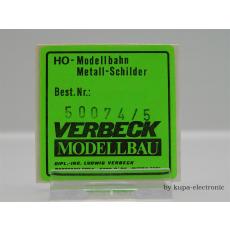 HO-Modellbahn
Metall-Schilder
Best.Nr.:
50074/5
VERBECK
MODELLBAU
DIPL.-ING. LUDWIG VERBECK
by kupa-electronic